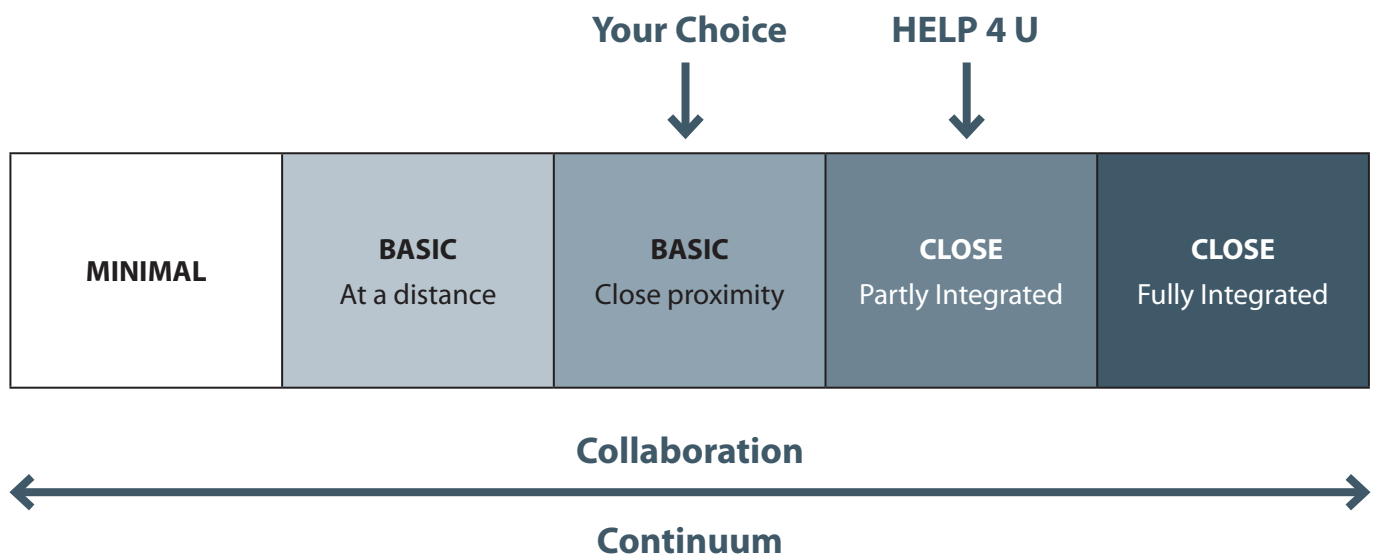 Your Choice
HELP 4 U
MINIMAL
BASIC
At a distance
BASIC
Close proximity
CLOSE
Partly Integrated
CLOSE
Fully Integrated
Collaboration
Continuum